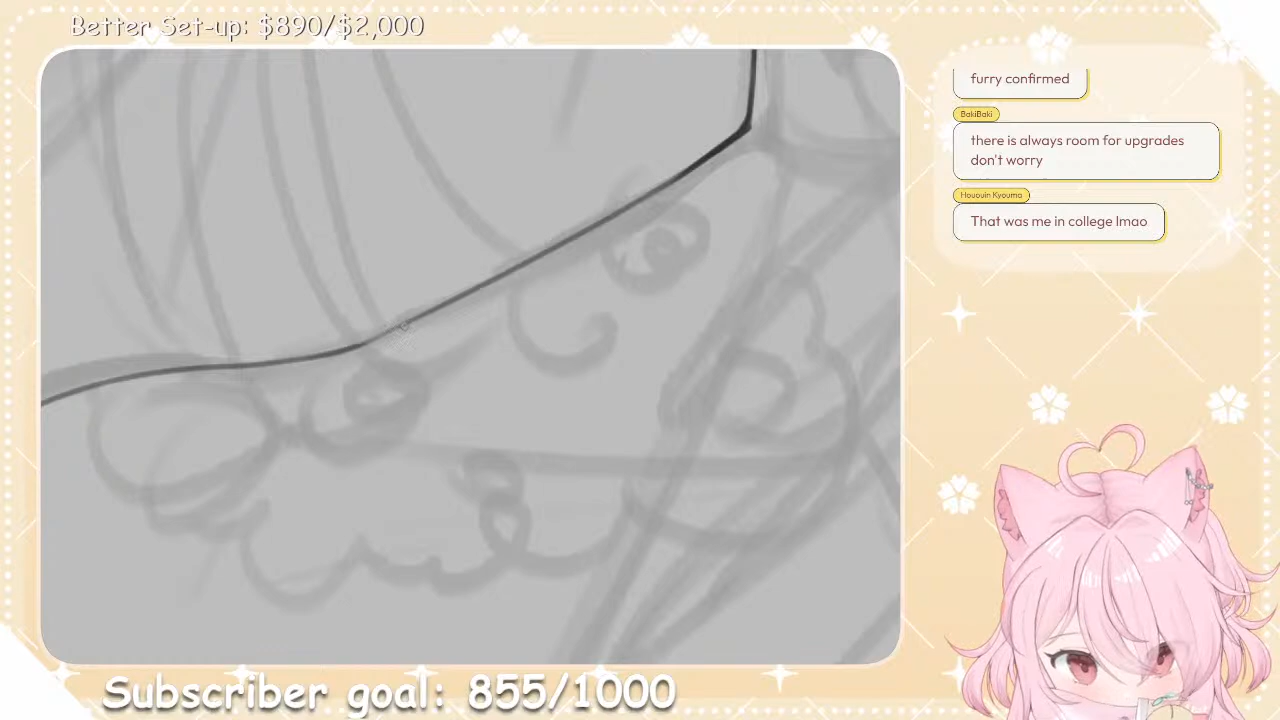 Better Set-up: $890/$2,000
furry confirmed
BakiBaki
there is always room for upgrades
don't worry
Hououin Kyouma
That was me in college lmao
Subscriber goal: 855/1000